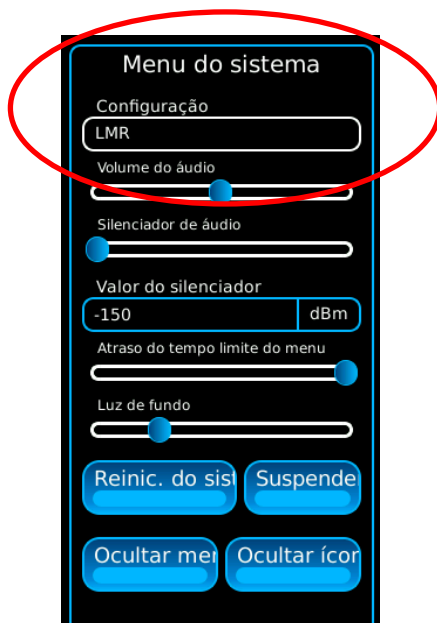 Menu do sistema
Configuração
LMR
Volume do áudio
Silenciador de áudio
Valor do silenciador
-150 dBm
Atraso do tempo limite do menu
Luz de fundo
Reinic. do sist Suspende
Ocultar mer Ocultar ícor